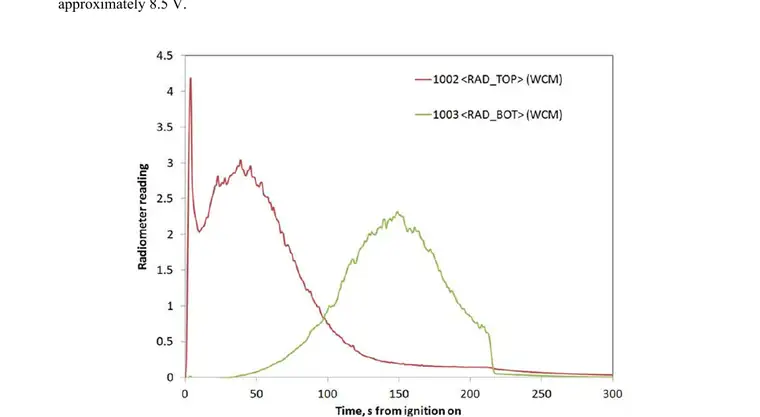 approximately 8.5 V.
4.5
4
3.5
3
2.5
2
1.5
1
0.5
0
Radiometer reading
1002 <RAD_TOP> (WCM)
1003 <RAD_BOT> (WCM)
0 50 100 150 200 250 300
Time, s from ignition on